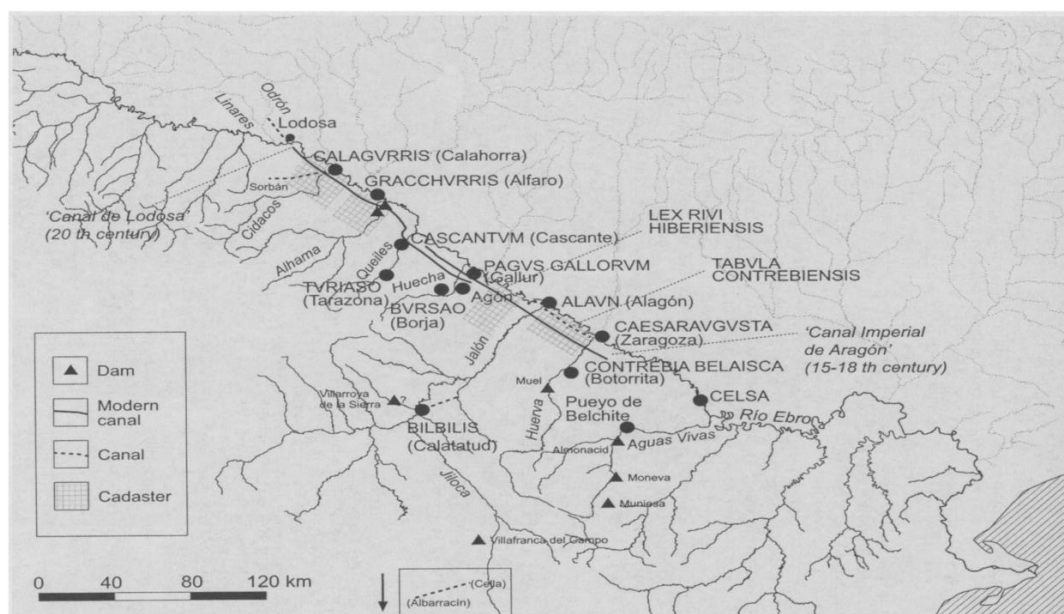 Linares
Odrón
Lodosa
CALAGVRRIS (Calahorra)
Sorbán
GRACCHVRRIS (Alfaro)
'Canal de Lodosa'
(20 th century)
Cidacos
Alhama
CASCANTVM (Cascante)
LEX RIVI
HIBERIENSIS
Queiles
TVRIASO
(Tarazona)
Huecha
PAGVS GALLORVM
(Gallur)
TABVLA
CONTREBIENSIS
BVRSAO
(Borja)
Agón
ALAVN (Alagón)
Jalón
CAESARAVGVSTA
(Zaragoza)
'Canal Imperial
de Aragón'
(15-18 th century)
CONTREBIA BELAISCA
(Botorrita)
Muel
Huerva
Villarroya
de la Sierra
?
BILBILIS
(Calatatud)
Pueyo de
Belchite
CELSA
Río Ebro
Almonacid
Aguas Vivas
Moneva
Muniesa
Jiloca
Villafranca del Campo
Dam
Modern
canal
Canal
Cadaster
0 40 80 120 km
(Cella)
(Albarracín)